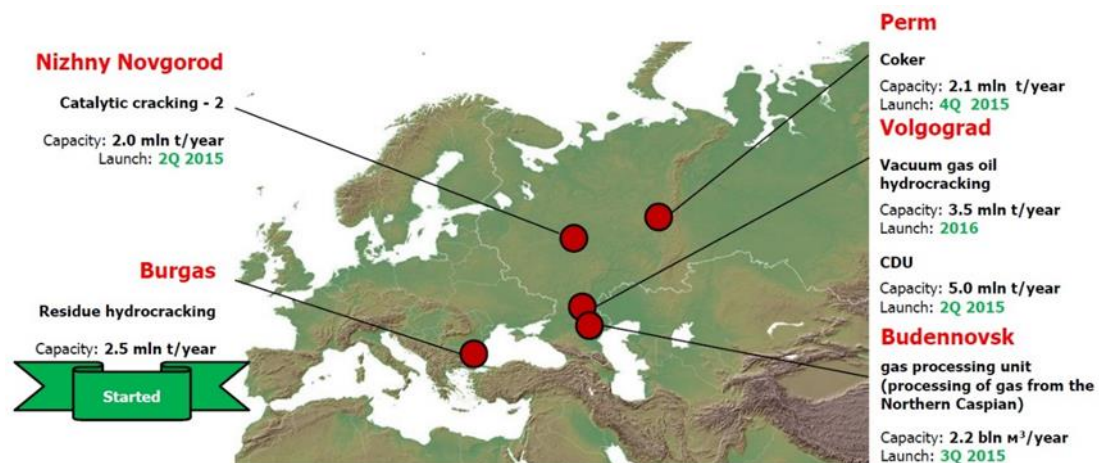 Nizhny Novgorod
Catalytic cracking - 2
Capacity: 2.0 mln t/year
Launch: 2Q 2015
Burgas
Residue hydrocracking
Capacity: 2.5 mln t/year
Started
Perm
Coker
Capacity: 2.1 mln t/year
Launch: 4Q 2015
Volgograd
Vacuum gas oil
hydrocracking
Capacity: 3.5 mln t/year
Launch: 2016
CDU
Capacity: 5.0 mln t/year
Launch: 2Q 2015
Budennovsk
gas processing unit
(processing of gas from the
Northern Caspian)
Capacity: 2.2 bln м³/year
Launch: 3Q 2015